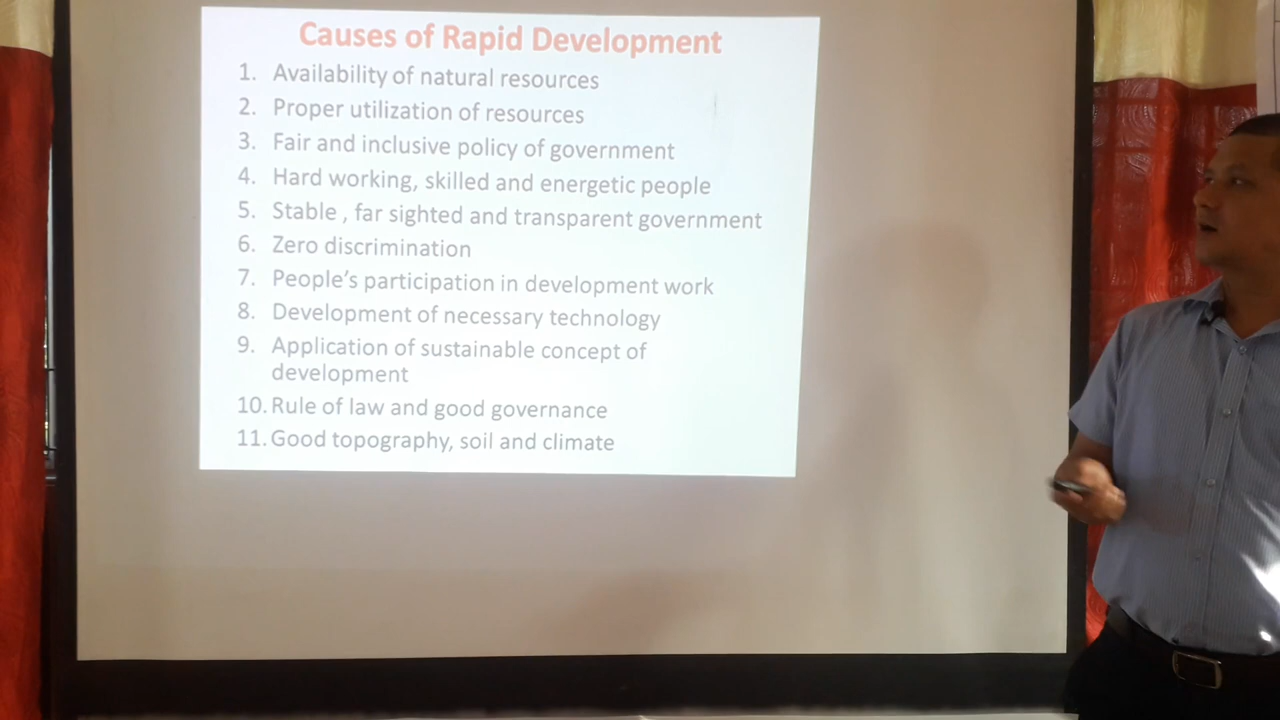 Causes of Rapid Development
1. Availability of natural resources
2. Proper utilization of resources
3. Fair and inclusive policy of government
4. Hard working, skilled and energetic people
5. Stable , far sighted and transparent government
6. Zero discrimination
7. People's participation in development work
8. Development of necessary technology
9. Application of sustainable concept of
development
10. Rule of law and good governance
11. Good topography, soil and climate